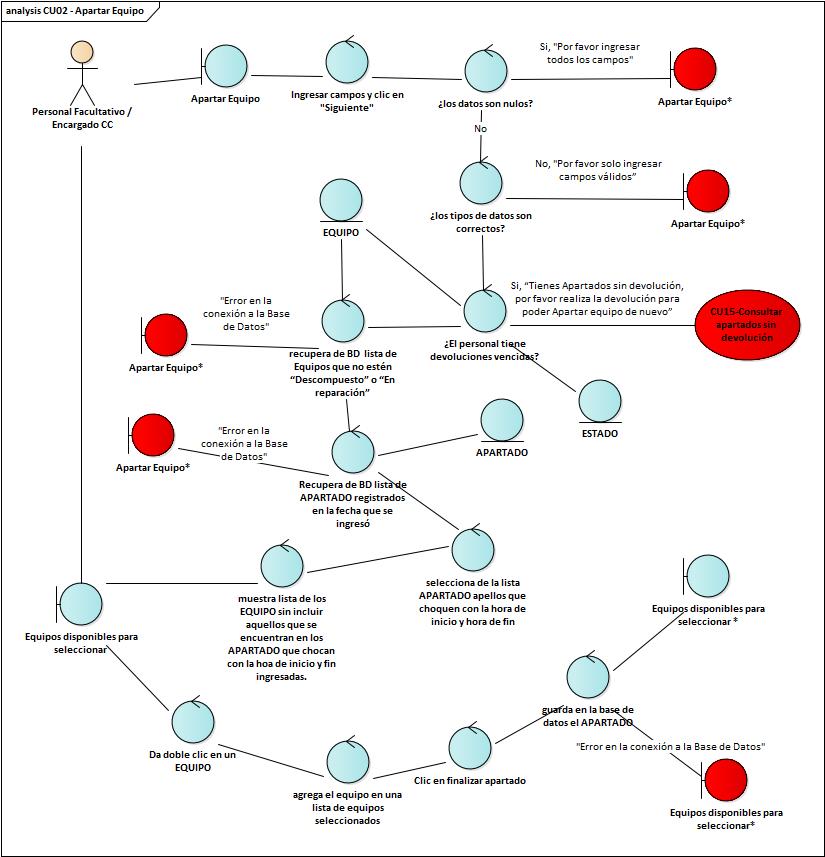 analysis CU02 - Apartar Equipo
Personal Facultativo /
Encargado CC
Apartar Equipo
Ingresar campos y clic en
"Siguiente"
¿los datos son nulos?
Si, "Por favor ingresar
todos los campos"
Apartar Equipo*
No
¿los tipos de datos son
correctos?
No, "Por favor solo ingresar
campos válidos”
Apartar Equipo*
EQUIPO
¿El personal tiene
devoluciones vencidas?
Si, “Tienes Apartados sin devolución,
por favor realiza la devolución para
poder Apartar equipo de nuevo”
CU15-Consultar
apartados sin
devolución
"Error en la
conexión a la Base
de Datos"
Apartar Equipo*
recupera de BD lista de
Equipos que no estén
“Descompuesto” o “En
reparación”
ESTADO
APARTADO
"Error en la
conexión a la Base
de Datos"
Apartar Equipo*
Recupera de BD lista de
APARTADO registrados
en la fecha que se
ingresó
selecciona de la lista
APARTADO apellos que
choquen con la hora de
inicio y hora de fin
muestra lista de los
EQUIPO sin incluir
aquellos que se
encuentran en los
APARTADO que chocan
con la hoa de inicio y fin
ingresadas.
Equipos disponibles para
seleccionar
Equipos disponibles para
seleccionar *
Da doble clic en un
EQUIPO
agrega el equipo en una
lista de equipos
seleccionados
Clic en finalizar apartado
guarda en la base de
datos el APARTADO
"Error en la conexión a la Base de Datos"
Equipos disponibles para
seleccionar*